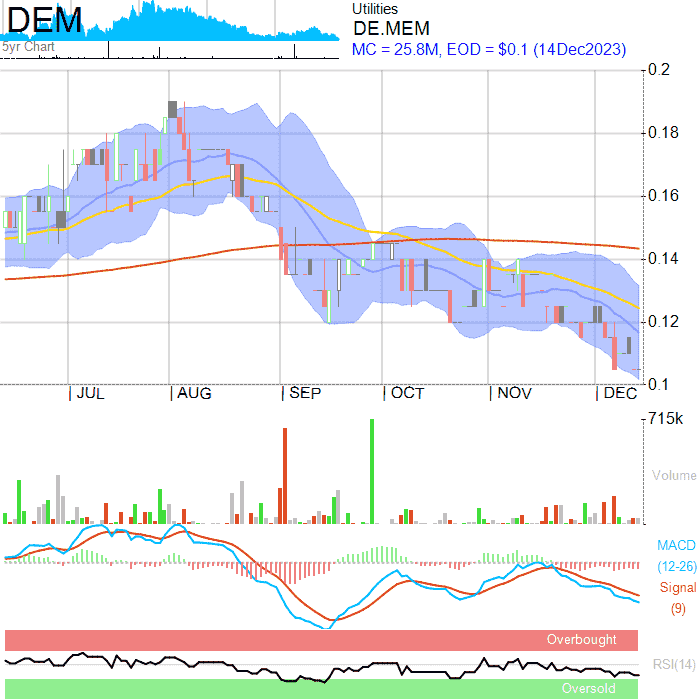 DEM
5yr Chart
Utilities
DE.MEM
MC = 25.8M, EOD = $0.1 (14Dec2023)
0.2
0.18
0.16
0.14
0.12
0.1
JUL AUG SEP OCT NOV DEC
715k
Volume
MACD
(12-26)
Signal
(9)
Overbought
RSI(14)
Oversold